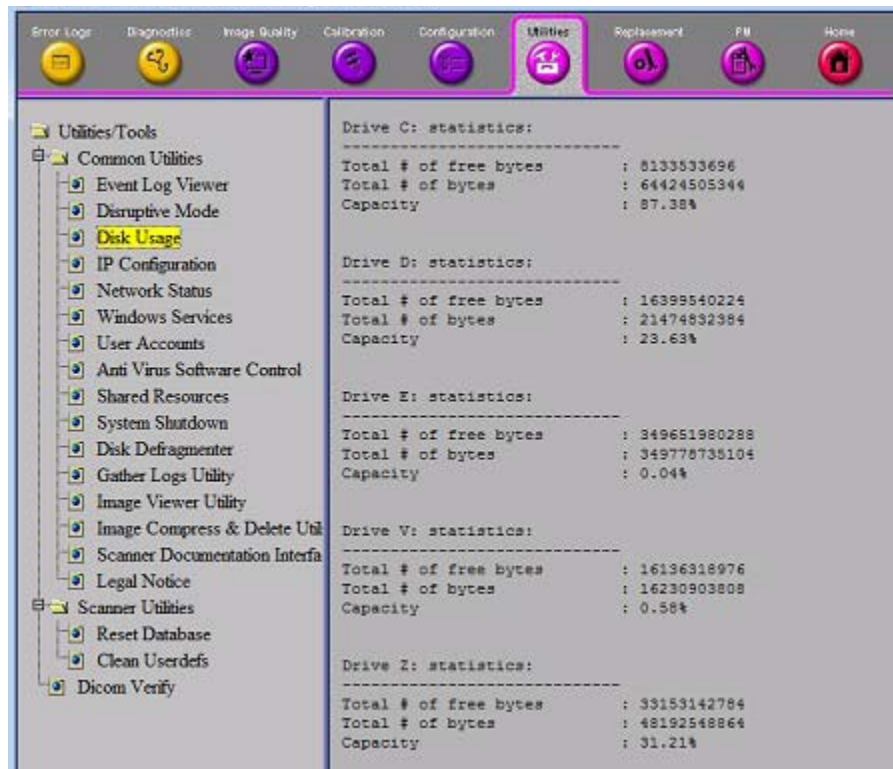 Error Logs Diagnostics Image Quality Calibration Configuration Utilities Replacement PM Home
Utilities/Tools
Common Utilities
Event Log Viewer
Disruptive Mode
Disk Usage
IP Configuration
Network Status
Windows Services
User Accounts
Anti Virus Software Control
Shared Resources
System Shutdown
Disk Defragmenter
Gather Logs Utility
Image Viewer Utility
Image Compress & Delete Util
Scanner Documentation Interfa
Legal Notice
Scanner Utilities
Reset Database
Clean Userdefs
Dicom Verify
Drive C: statistics:
------------------------------
Total # of free bytes : 8133533696
Total # of bytes : 64424505344
Capacity : 87.38%
Drive D: statistics:
------------------------------
Total # of free bytes : 16399540224
Total # of bytes : 21474832384
Capacity : 23.63%
Drive E: statistics:
------------------------------
Total # of free bytes : 349651980288
Total # of bytes : 349778735104
Capacity : 0.04%
Drive V: statistics:
------------------------------
Total # of free bytes : 16136318976
Total # of bytes : 16230903808
Capacity : 0.58%
Drive Z: statistics:
------------------------------
Total # of free bytes : 33153142784
Total # of bytes : 48192548864
Capacity : 31.21%